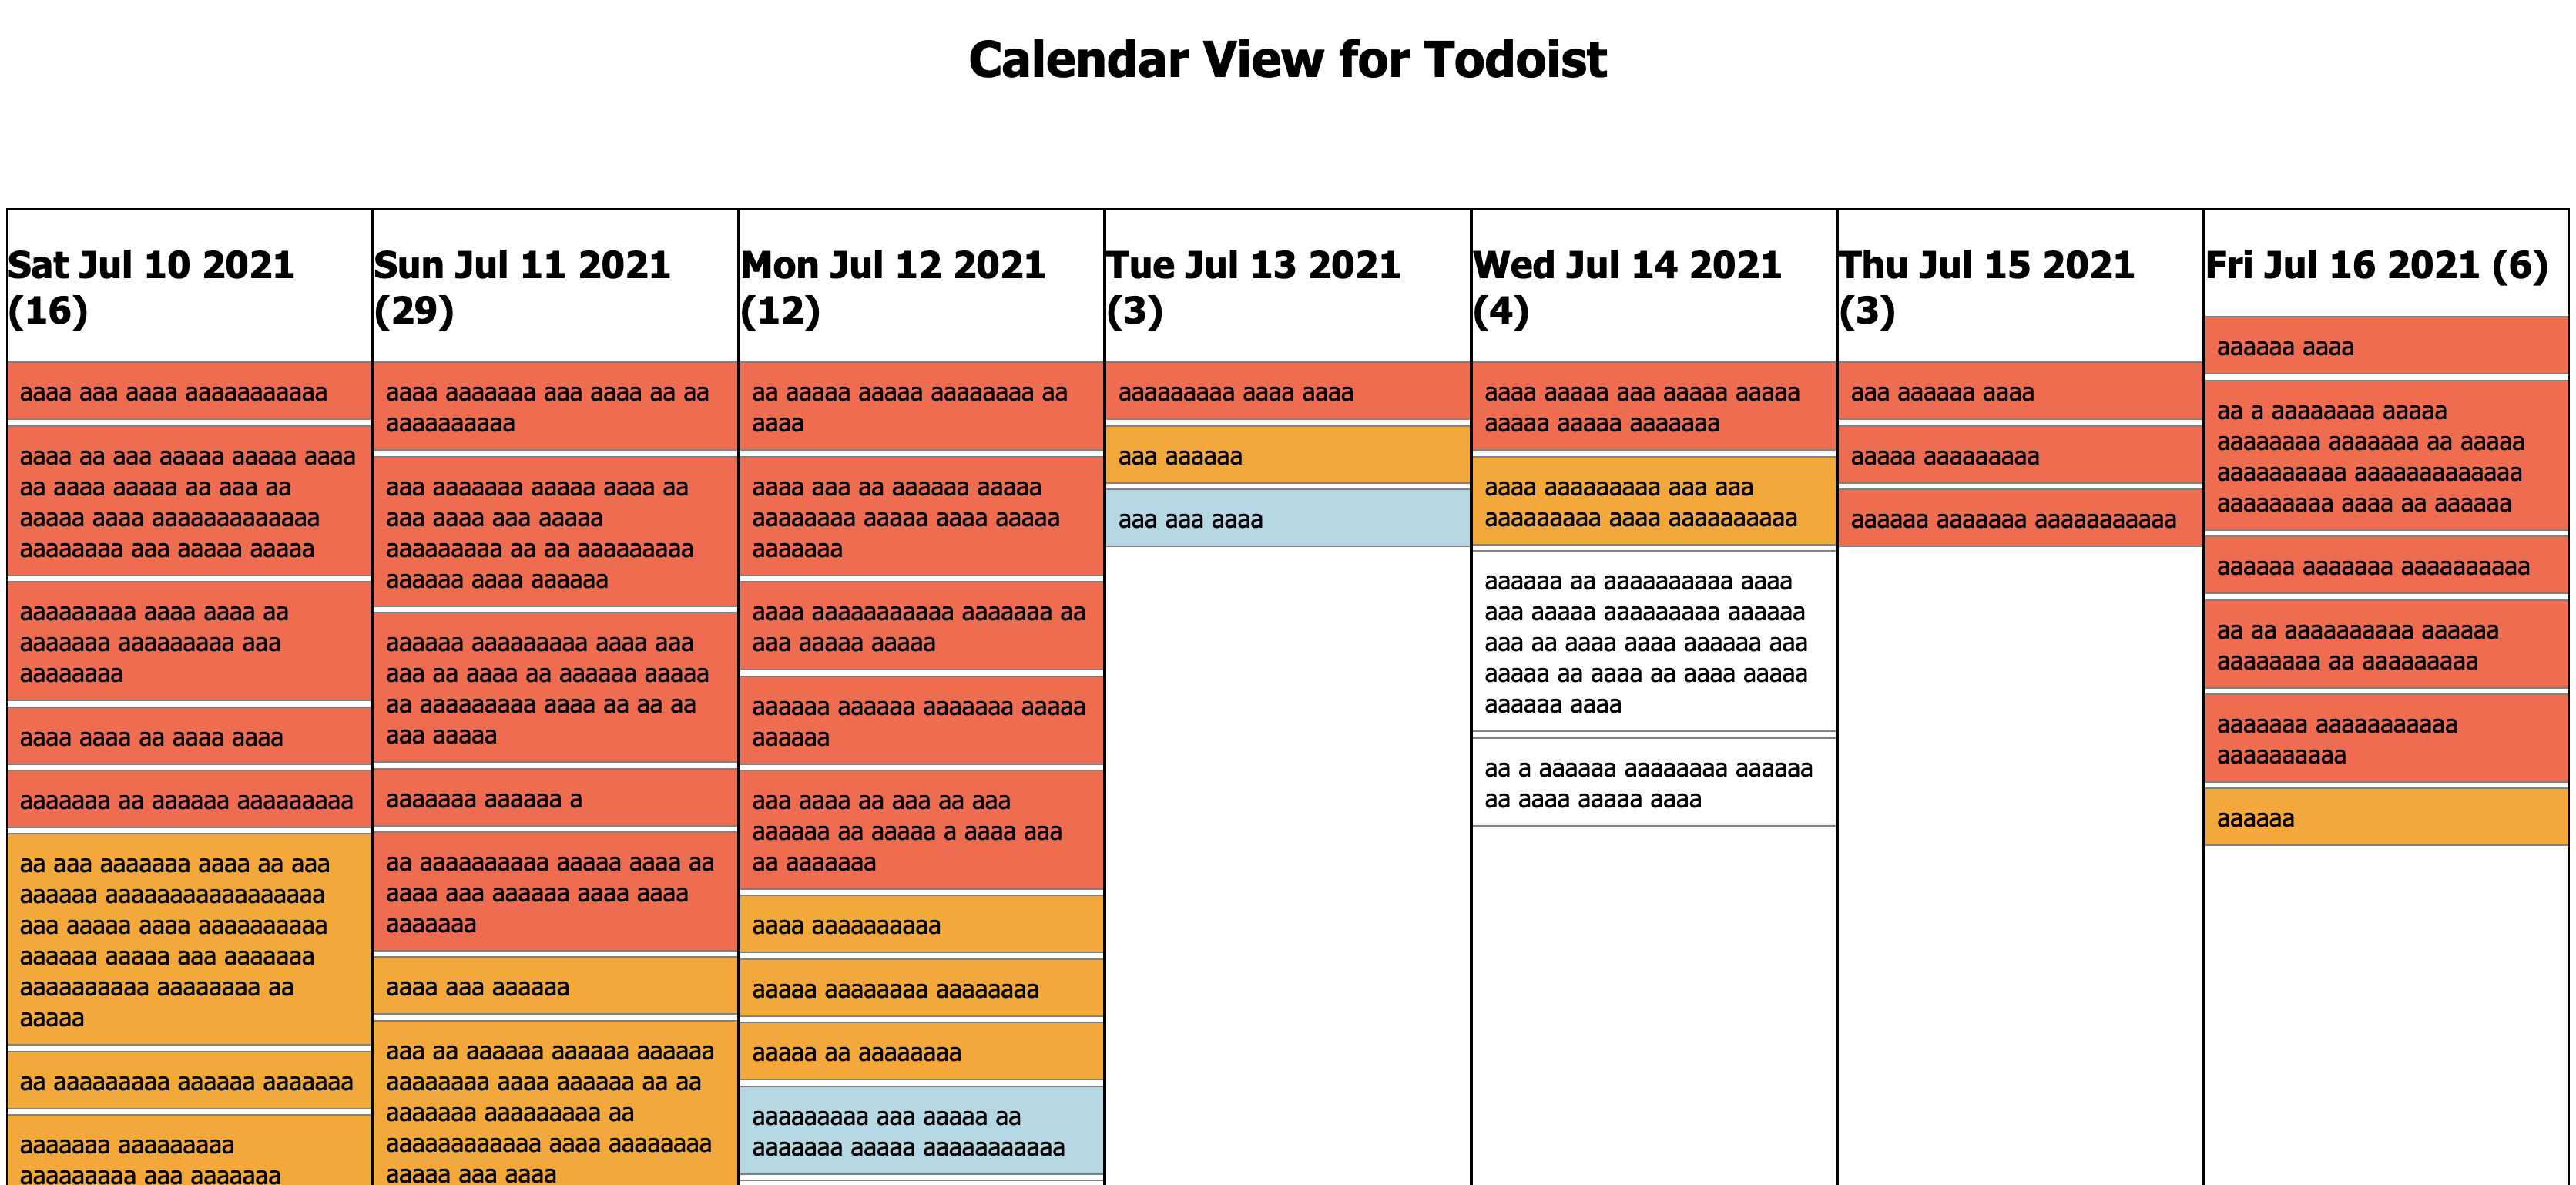 Calendar View for Todoist
Sat Jul 10 2021
(16)
aaaa aaa aaaa aaaaaaaaaaa
aaaa aa aaa aaaaa aaaaa aaaa
aa aaaa aaaaa aa aaa aa
aaaaa aaaa aaaaaaaaaaaaa
aaaaaaaa aaa aaaaa aaaaa
aaaaaaaaa aaaa aaaa aa
aaaaaaa aaaaaaaaa aaa
aaaaaaaa
aaaa aaaa aa aaaa aaaa
aaaaaaa aa aaaaaa aaaaaaaaa
aa aaa aaaaaaa aaaa aa aaa
aaaaaa aaaaaaaaaaaaaaaaa
aaa aaaaa aaaa aaaaaaaaaa
aaaaaa aaaaa aaa aaaaaaa
aaaaaaaaaa aaaaaaaa aa
aaaaa
aa aaaaaaaaa aaaaaa aaaaaaa
aaaaaaa aaaaaaaaa
aaaaaaaaa aaa aaaaaaa
Sun Jul 11 2021
(29)
aaaa aaaaaaa aaa aaaa aa aa
aaaaaaaaaa
aaa aaaaaaa aaaaa aaaa aa
aaa aaaa aaa aaaaa
aaaaaaaaa aa aa aaaaaaaaa
aaaaaa aaaa aaaaaa
aaaaaa aaaaaaaaa aaaa aaa
aaa aa aaaa aa aaaaaa aaaaa
aa aaaaaaaaa aaaa aa aa aa
aaa aaaaa
aaaaaaa aaaaaa a
aa aaaaaaaaaa aaaaa aaaa aa
aaaa aaa aaaaaa aaaa aaaa
aaaaaaa
aaaa aaa aaaaaa
aaa aa aaaaaa aaaaaa aaaaaa
aaaaaaaa aaaa aaaaaa aa aa
aaaaaaa aaaaaaaaa aa
aaaaaaaaaaaa aaaa aaaaaaaa
aaaaa aaa aaaa
Mon Jul 12 2021
(12)
aa aaaaa aaaaa aaaaaaaa aa
aaaa
aaaa aaa aa aaaaaa aaaaa
aaaaaaaa aaaaa aaaa aaaaa
aaaaaaa
aaaa aaaaaaaaaaa aaaaaaa aa
aaa aaaaa aaaaa
aaaaaa aaaaaa aaaaaaa aaaaa
aaaaaa
aaa aaaa aa aaa aa aaa
aaaaaa aa aaaaa a aaaa aaa
aa aaaaaaa
aaaa aaaaaaaaaa
aaaaa aaaaaaaa aaaaaaaa
aaaaa aa aaaaaaaa
aaaaaaaaa aaa aaaaa aa
aaaaaaa aaaaa aaaaaaaaaaa
Tue Jul 13 2021
(3)
aaaaaaaaa aaaa aaaa
aaa aaaaaa
aaa aaa aaaa
Wed Jul 14 2021
(4)
aaaa aaaaa aaa aaaaa aaaaa
aaaaa aaaaa aaaaaaa
aaaa aaaaaaaaa aaa aaa
aaaaaaaaa aaaa aaaaaaaaaa
aaaaaa aa aaaaaaaaaa aaaa
aaa aaaaa aaaaaaaaa aaaaaa
aaa aa aaaa aaaa aaaaaa aaa
aaaaa aa aaaa aa aaaa aaaaa
aaaaaa aaaa
aa a aaaaaa aaaaaaaa aaaaaa
aa aaaa aaaaa aaaa
Thu Jul 15 2021
(3)
aaa aaaaaa aaaa
aaaaa aaaaaaaaa
aaaaaa aaaaaaa aaaaaaaaaaa
Fri Jul 16 2021 (6)
aaaaaa aaaa
aa a aaaaaaaa aaaaa
aaaaaaaa aaaaaaa aa aaaaa
aaaaaaaaaa aaaaaaaaaaaaa
aaaaaaaaa aaaa aa aaaaaa
aaaaaa aaaaaaa aaaaaaaaaa
aa aa aaaaaaaaaa aaaaaa
aaaaaaaa aa aaaaaaaaa
aaaaaaa aaaaaaaaaaa
aaaaaaaaaa
aaaaaa